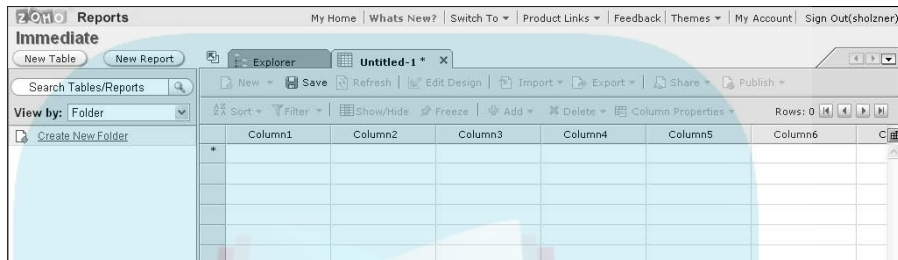 ZOHO Reports My Home Whats New? Switch To Product Links Feedback Themes My Account Sign Out(sholzner)
Immediate
New Table New Report Explorer Untitled-1 * X
Search Tables/Reports New Save Refresh Edit Design Import Export Share Publish
View by: Folder Sort Filter Show/Hide Freeze Add Delete Column Properties Rows: 0
Create New Folder Column1 Column2 Column3 Column4 Column5 Column6 C
*